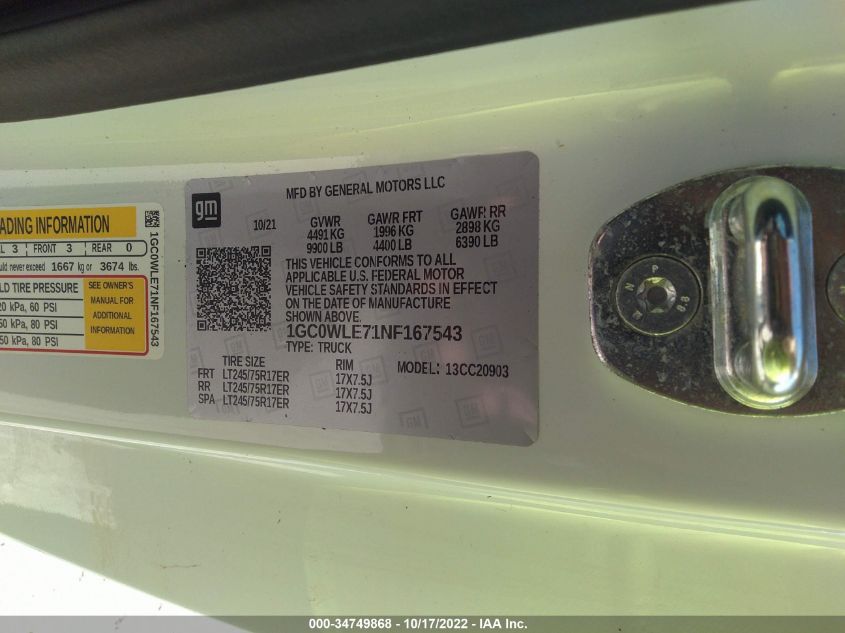 ADING INFORMATION
L 3 FRONT 3 REAR 0
uld never exceed 1667 kg or 3674 lbs.
LD TIRE PRESSURE
20 kPa, 60 PSI
50 kPa, 80 PSI
50 kPa, 80 PSI
SEE OWNER'S
MANUAL FOR
ADDITIONAL
INFORMATION
1GC0WLE71NF167543
gm
MFD BY GENERAL MOTORS LLC
10/21 GVWR GAWR FRT GAWR RR
4491 KG 1996 KG 2898 KG
9900 LB 4400 LB 6390 LB
THIS VEHICLE CONFORMS TO ALL
APPLICABLE U.S. FEDERAL MOTOR
VEHICLE SAFETY STANDARDS IN EFFECT
ON THE DATE OF MANUFACTURE
SHOWN ABOVE.
1GC0WLE71NF167543
TYPE: TRUCK
TIRE SIZE RIM MODEL: 13CC20903
FRT LT245/75R17ER 17X7.5J
RR LT245/75R17ER 17X7.5J
SPA LT245/75R17ER 17X7.5J
000-34749868 - 10/17/2022 - IAA Inc.